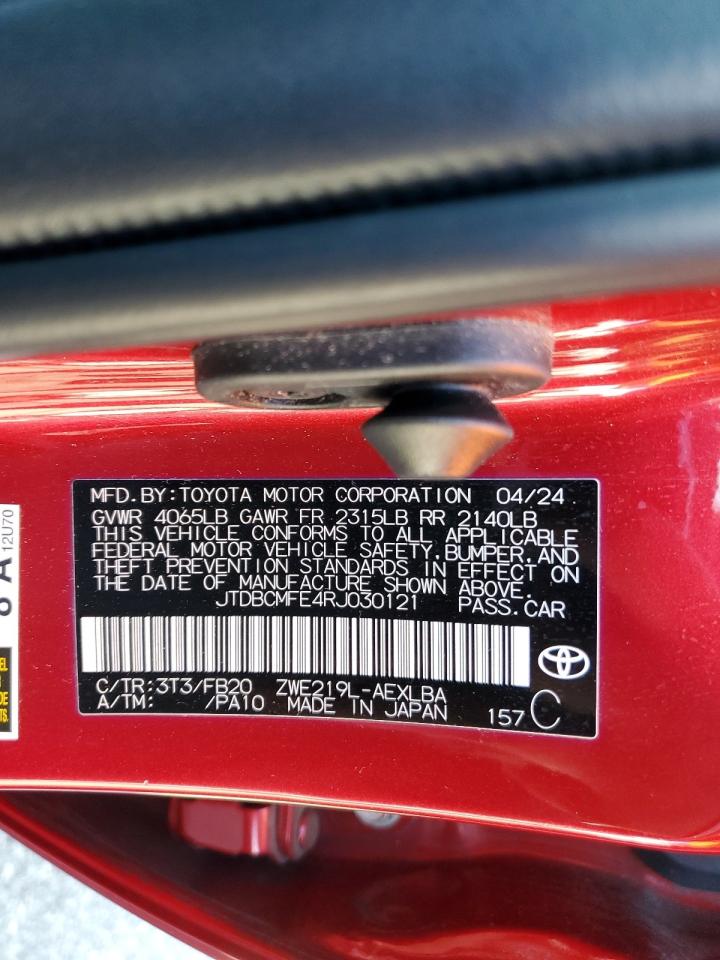 MFD. BY: TOYOTA MOTOR CORPORATION 04/24
GVWR 4065LB GAWR FR 2315LB RR 2140LB
THIS VEHICLE CONFORMS TO ALL APPLICABLE
FEDERAL MOTOR VEHICLE SAFETY, BUMPER, AND
THEFT PREVENTION STANDARDS IN EFFECT ON
THE DATE OF MANUFACTURE SHOWN ABOVE.
JTDBCMFE4RJ030121 PASS. CAR
C/TR: 3T3/FB20 ZWE219L-AEXLBA
A/TM: /PA10 MADE IN JAPAN 157 C
12U70